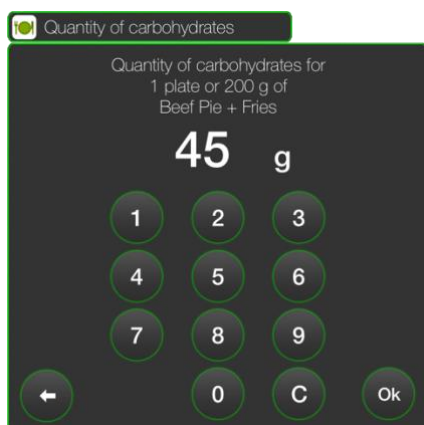 Quantity of carbohydrates
Quantity of carbohydrates for
1 plate or 200 g of
Beef Pie + Fries
45 g
1 2 3
4 5 6
7 8 9
0 C Ok